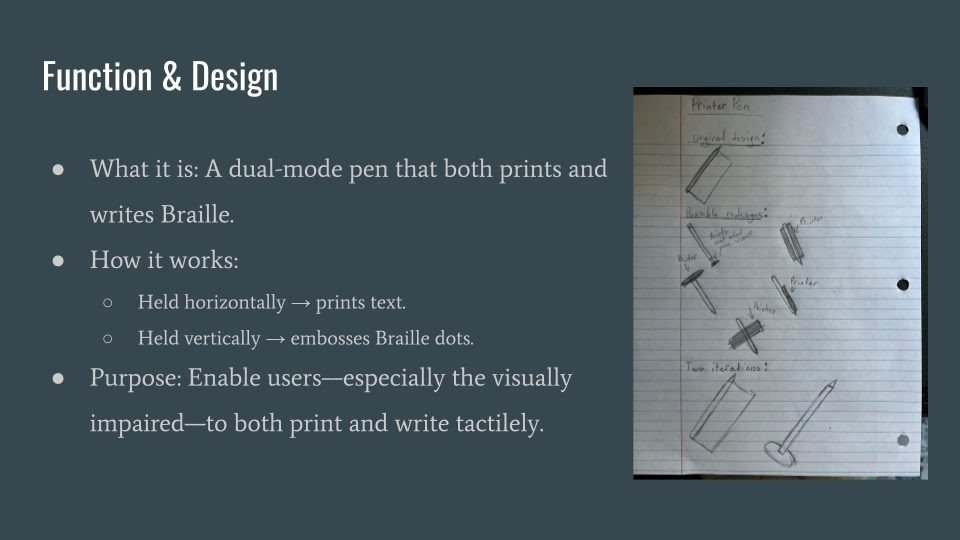 Function & Design
● What it is: A dual-mode pen that both prints and
writes Braille.
● How it works:
○ Held horizontally → prints text.
○ Held vertically → embosses Braille dots.
● Purpose: Enable users—especially the visually
impaired—to both print and write tactilely.
Printer Pen
Original design:
Possible redesigns:
Printer
Printer
Printer
Printer
Two iterations: